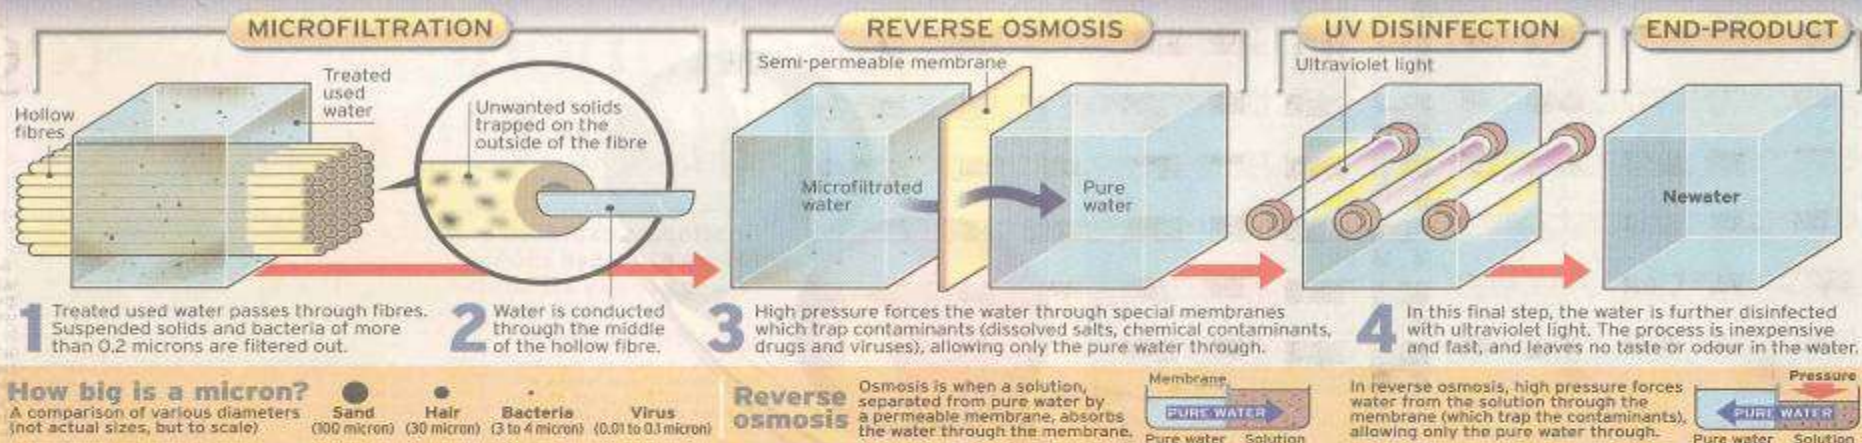 MICROFILTRATION
Hollow
fibres
Treated
used
water
Unwanted solids
trapped on the
outside of the fibre
1 Treated used water passes through fibres.
Suspended solids and bacteria of more
than 0.2 microns are filtered out.
2 Water is conducted
through the middle
of the hollow fibre.
REVERSE OSMOSIS
Semi-permeable membrane
Microfiltrated
water
Pure
water
3 High pressure forces the water through special membranes
which trap contaminants (dissolved salts, chemical contaminants,
drugs and viruses), allowing only the pure water through.
UV DISINFECTION
Ultraviolet light
END-PRODUCT
Newater
4 In this final step, the water is further disinfected
with ultraviolet light. The process is inexpensive
and fast, and leaves no taste or odour in the water.
How big is a micron?
A comparison of various diameters
(not actual sizes, but to scale)
Sand
(100 micron)
Hair
(30 micron)
Bacteria
(3 to 4 micron)
Virus
(0.01 to 0.1 micron)
Reverse
osmosis
Osmosis is when a solution,
separated from pure water by
a permeable membrane, absorbs
the water through the membrane.
Membrane
PURE WATER
Pure water Solution
In reverse osmosis, high pressure forces
water from the solution through the
membrane (which trap the contaminants),
allowing only the pure water through.
Pressure
PURE WATER
Pure water Solution